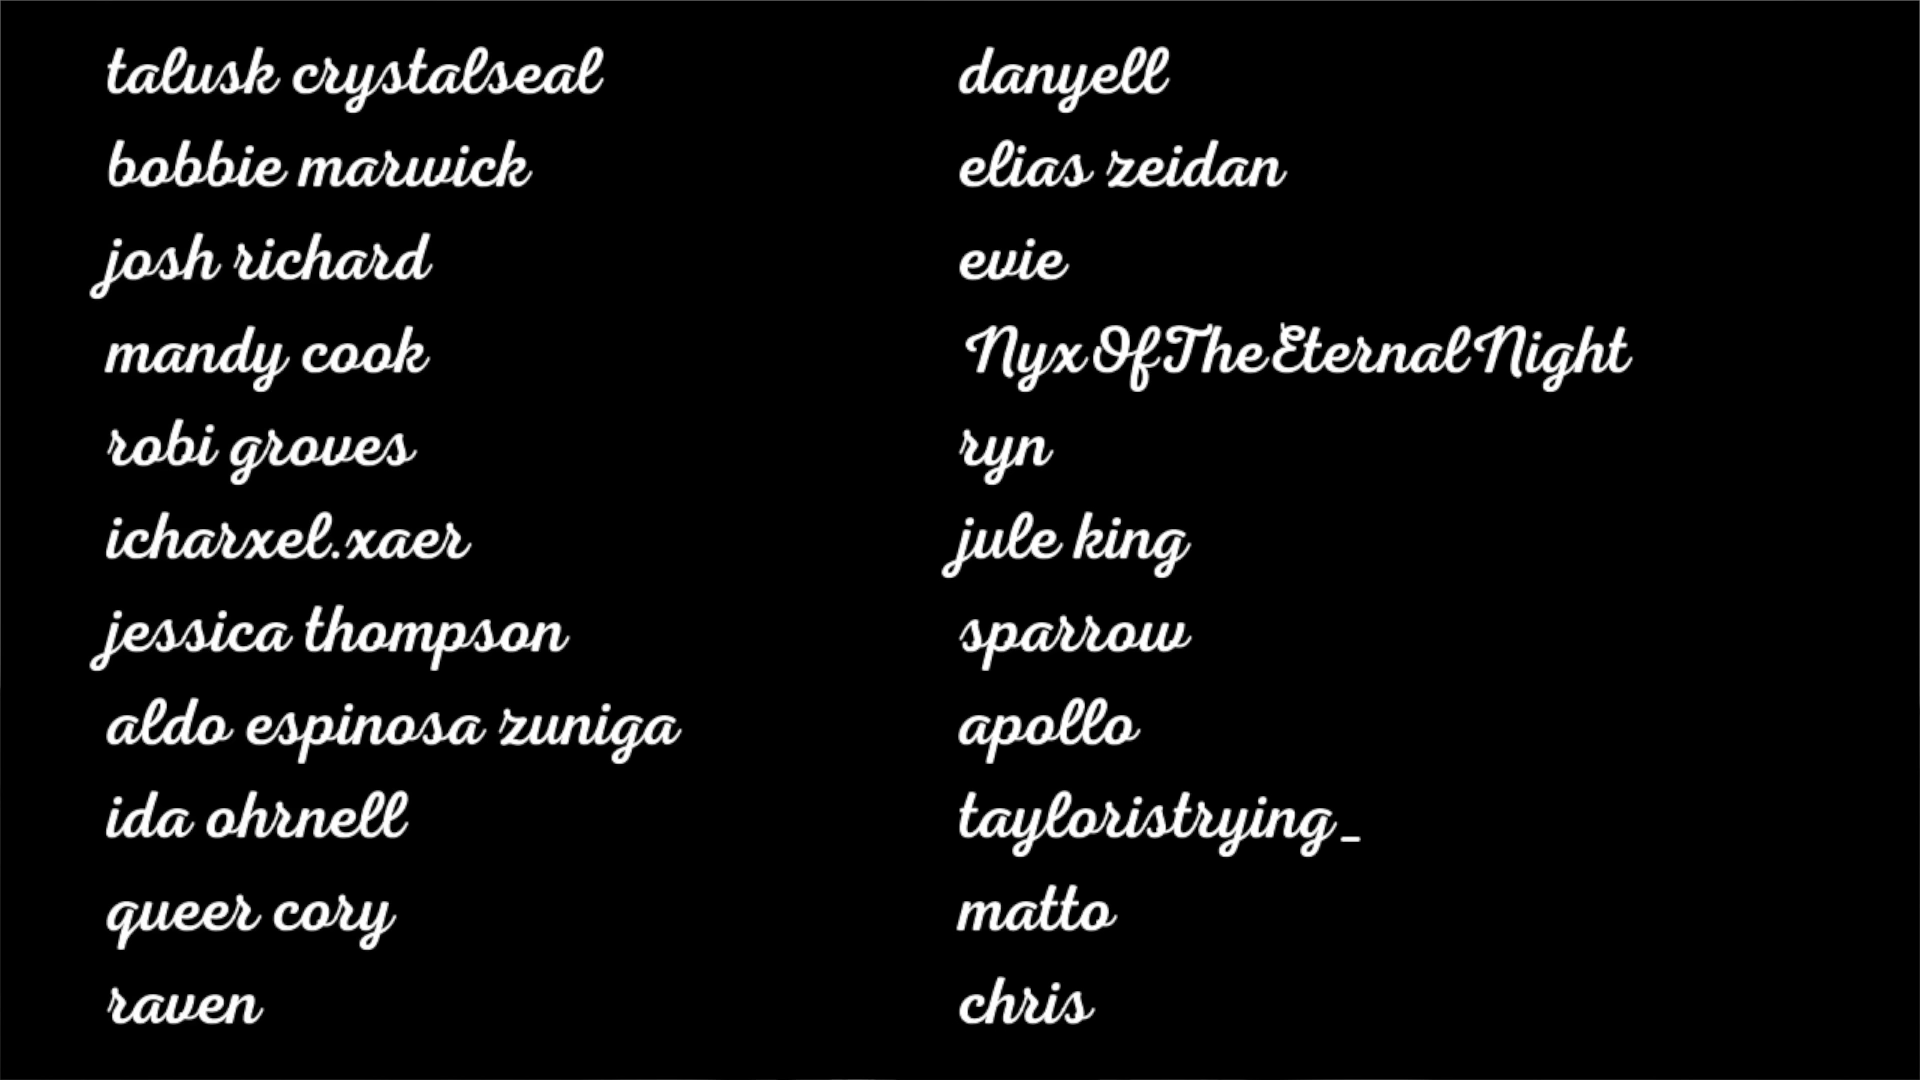 talusk crystalseal
bobbie marwick
josh richard
mandy cook
robi groves
icharxel.xaer
jessica thompson
aldo espinosa zuniga
ida ohrnell
queer cory
raven
danyell
elias zeidan
evie
NyxOfTheEternalNight
ryn
jule king
sparrow
apollo
tayloristrying_
matto
chris